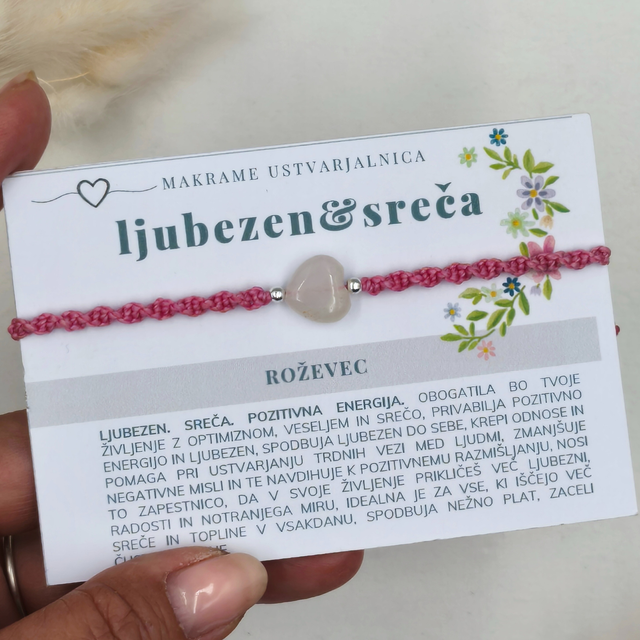 MAKRAME USTVARJALNICA
ljubezen&sreča
ROŽEVEC
LJUBEZEN. SREČA. POZITIVNA ENERGIJA. OBOGATILA BO TVOJE
ŽIVLJENJE Z OPTIMIZNOM, VESELJEM IN SREČO, PRIVABILJA POZITIVNO
ENERGIJO IN LJUBEZEN, SPODBUJA LJUBEZEN DO SEBE, KREPI ODNOSE IN
POMAGA PRI USTVARJANJU TRDNIH VEZI MED LJUDMI, ZMANJŠUJE
NEGATIVNE MISLI IN TE NAVDIHUJE K POZITIVNEMU RAZMIŠLJANJU, NOSI
TO ZAPESTNICO, DA V SVOJE ŽIVLJENJE PRIKLIČEŠ VEČ LJUBEZNI,
RADOSTI IN NOTRANJEGA MIRU, IDEALNA JE ZA VSE, KI IŠČEJO VEČ
SREČE IN TOPLINE V VSAKDANU, SPODBUJA NEŽNO PLAT, ZACELI